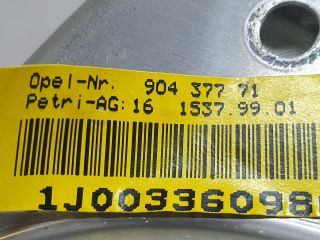 Opel-Nr. 904 377 71
Petri-AG: 16 1537.99.01
1J00336098